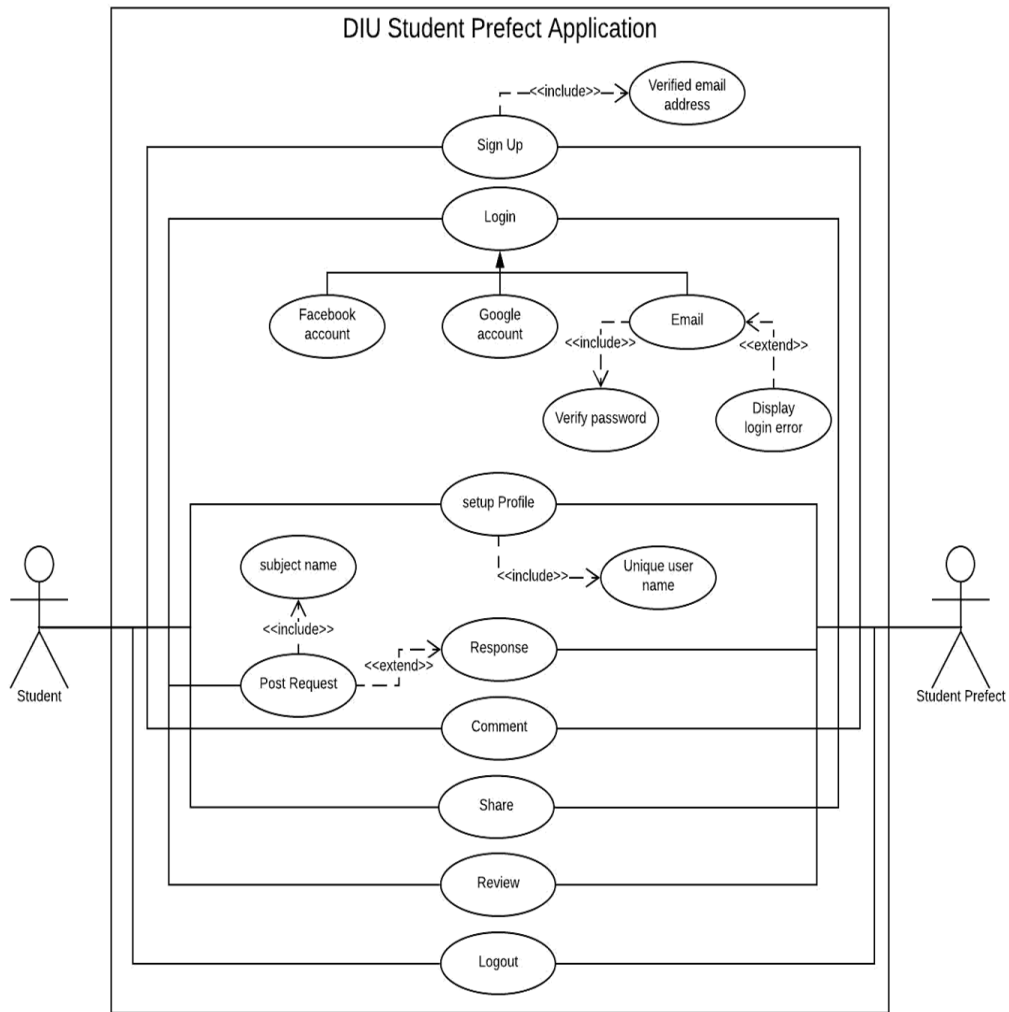 DIU Student Prefect Application
<<include>>
Verified email
address
Sign Up
Login
Facebook
account
Google
account
Email
<<include>>
<<extend>>
Verify password
Display
login error
setup Profile
subject name
<<include>>
Unique user
name
<<include>>
Response
<<extend>>
Post Request
Student
Student Prefect
Comment
Share
Review
Logout